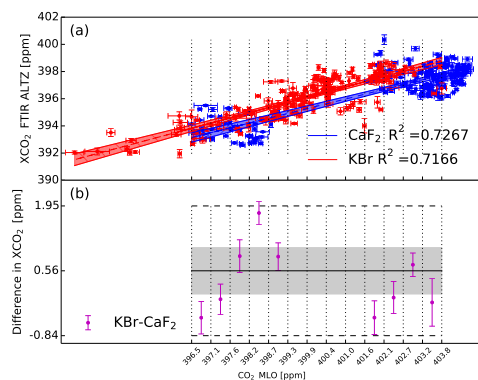 402
400
398
396
394
392
390
XCO2 FTIR ALTZ [ppm]
(a)
CaF2 R2 =0.7267
KBr R2 =0.7166
(b)
1.95
0.56
-0.84
Difference in XCO2 [ppm]
KBr-CaF2
396.5 397.1 397.6 398.2 398.7 399.3 399.9 400.4 401.0 401.6 402.1 402.7 403.2 403.8
CO2 MLO [ppm]